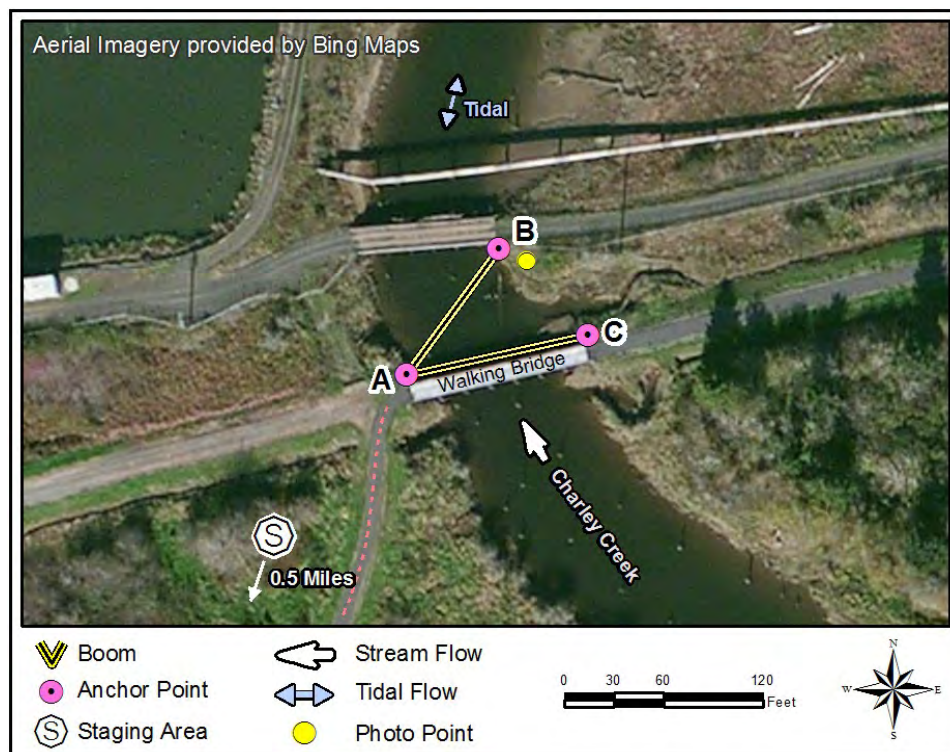 Aerial Imagery provided by Bing Maps
Tidal
B
C
A
Walking Bridge
Charley Creek
S
0.5 Miles
Boom
Stream Flow
Anchor Point
Tidal Flow
S
Staging Area
Photo Point
0 30 60 120
Feet
N
W E
S